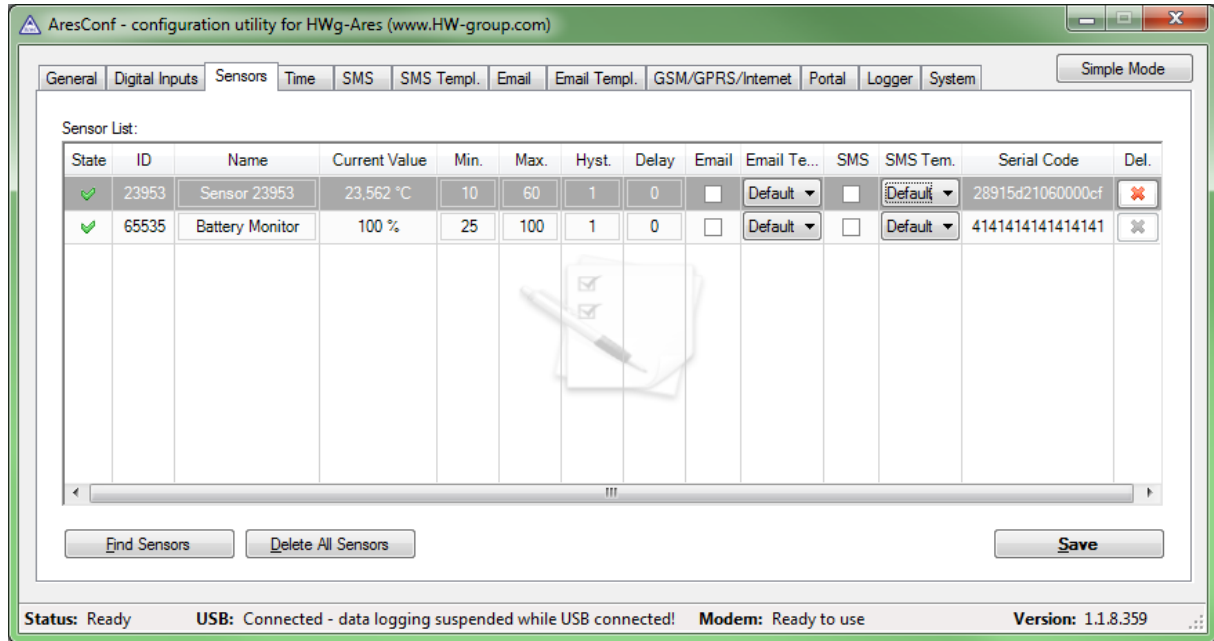 AresConf - configuration utility for HWg-Ares (www.HW-group.com)
General Digital Inputs Sensors Time SMS SMS Templ. Email Email Templ. GSM/GPRS/Internet Portal Logger System Simple Mode
Sensor List:
State ID Name Current Value Min. Max. Hyst. Delay Email Email Te... SMS SMS Tem. Serial Code Del.
23953 Sensor 23953 23,562 °C 10 60 1 0 Default Default 28915d21060000cf
65535 Battery Monitor 100 % 25 100 1 0 Default Default 4141414141414141
Find Sensors Delete All Sensors Save
Status: Ready USB: Connected - data logging suspended while USB connected! Modem: Ready to use Version: 1.1.8.359